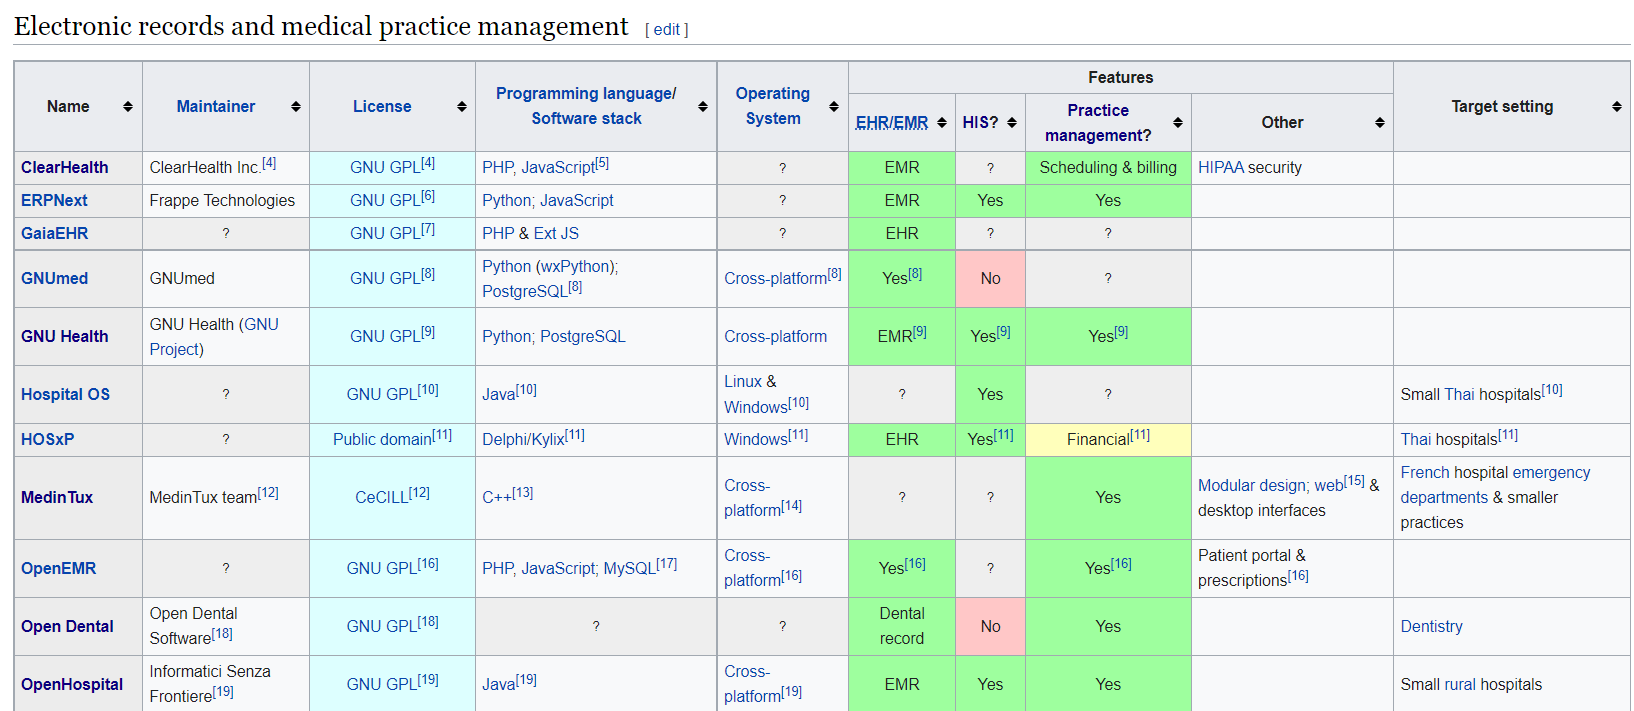 Electronic records and medical practice management [ edit ]
Name Maintainer License Programming language/ Software stack Operating System Features Target setting
EHR/EMR HIS? Practice management? Other
ClearHealth ClearHealth Inc.[4] GNU GPL[4] PHP, JavaScript[5] ? EMR ? Scheduling & billing HIPAA security
ERPNext Frappe Technologies GNU GPL[6] Python; JavaScript ? EMR Yes Yes
GaiaEHR ? GNU GPL[7] PHP & Ext JS ? EHR ? ?
GNUmed GNUmed GNU GPL[8] Python (wxPython); PostgreSQL[8] Cross-platform[8] Yes[8] No ?
GNU Health GNU Health (GNU Project) GNU GPL[9] Python; PostgreSQL Cross-platform EMR[9] Yes[9] Yes[9]
Hospital OS ? GNU GPL[10] Java[10] Linux & Windows[10] ? Yes ? Small Thai hospitals[10]
HOSxP ? Public domain[11] Delphi/Kylix[11] Windows[11] EHR Yes[11] Financial[11] Thai hospitals[11]
MedinTux MedinTux team[12] CeCILL[12] C++[13] Cross-platform[14] ? ? Yes Modular design; web[15] & desktop interfaces French hospital emergency departments & smaller practices
OpenEMR ? GNU GPL[16] PHP, JavaScript; MySQL[17] Cross-platform[16] Yes[16] ? Yes[16] Patient portal & prescriptions[16]
Open Dental Open Dental Software[18] GNU GPL[18] ? ? Dental record No Yes Dentistry
OpenHospital Informatici Senza Frontiere[19] GNU GPL[19] Java[19] Cross-platform[19] EMR Yes Yes Small rural hospitals